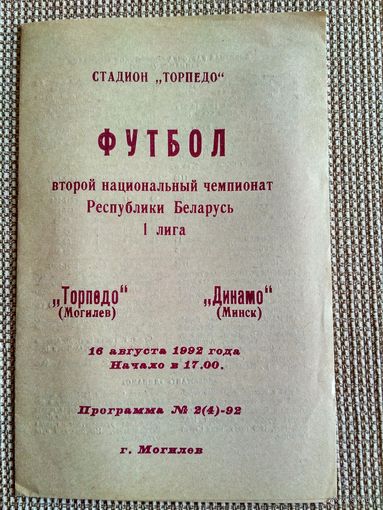 СТАДИОН „ТОРПЕДО“
ФУТБОЛ
второй национальный чемпионат
Республики Беларусь
1 лига
„Торпедо“ „Динамо“
(Могилев) (Минск)
16 августа 1992 года
Начало в 17.00.
Программа № 2(4)-92
г. Могилев